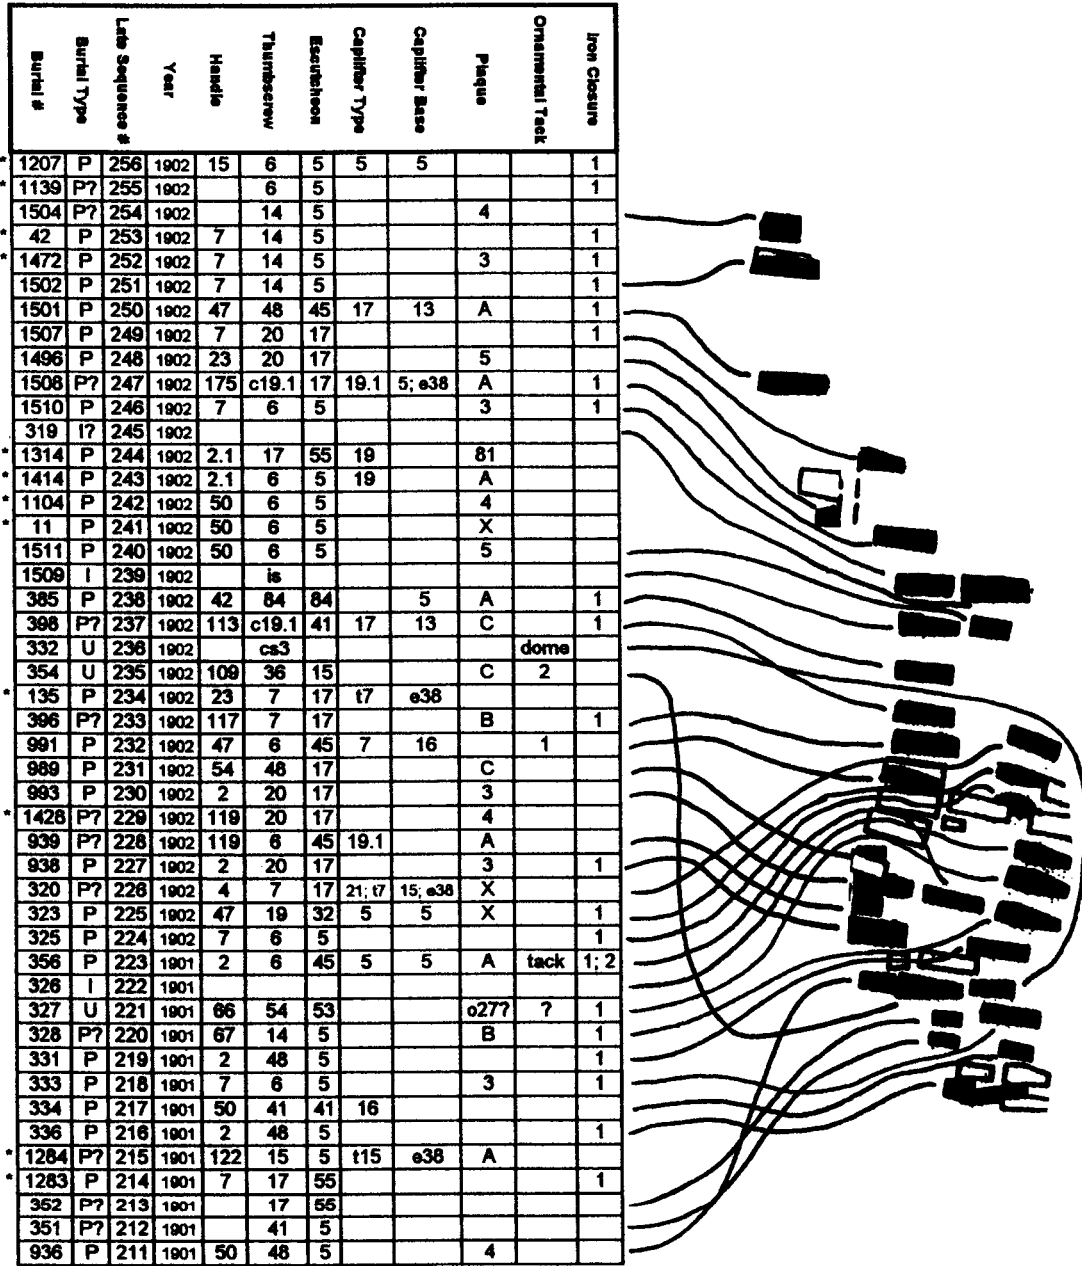 Burial # Burial Type Late Sequence # Year Handle Thumbscrew Escutcheon Caplifter Type Caplifter Base Plaque Ornamental Tack Iron Closure
* 1207 P 256 1902 15 6 5 5 5 1
* 1139 P? 255 1902 6 5 1
1504 P? 254 1902 14 5 4
* 42 P 253 1902 7 14 5 1
* 1472 P 252 1902 7 14 5 3 1
1502 P 251 1902 7 14 5 1
1501 P 250 1902 47 48 45 17 13 A 1
1507 P 249 1902 7 20 17 1
1496 P 248 1902 23 20 17 5
1508 P? 247 1902 175 c19.1 17 19.1 5; e38 A 1
1510 P 246 1902 7 6 5 3 1
319 I? 245 1902
* 1314 P 244 1902 2.1 17 55 19 81
* 1414 P 243 1902 2.1 6 5 19 A
* 1104 P 242 1902 50 6 5 4
* 11 P 241 1902 50 6 5 X
1511 P 240 1902 50 6 5 5
1509 I 239 1902 is
385 P 238 1902 42 84 84 5 A 1
398 P? 237 1902 113 c19.1 41 17 13 C 1
332 U 236 1902 cs3 dome
354 U 235 1902 109 36 15 C 2
* 135 P 234 1902 23 7 17 t7 e38
396 P? 233 1902 117 7 17 B 1
991 P 232 1902 47 6 45 7 16 1
989 P 231 1902 54 48 17 C
993 P 230 1902 2 20 17 3
* 1428 P? 229 1902 119 20 17 4
939 P? 228 1902 119 6 45 19.1 A
938 P 227 1902 2 20 17 3 1
320 P? 226 1902 4 7 17 21; t7 15; e38 X
323 P 225 1902 47 19 32 5 5 X 1
325 P 224 1902 7 6 5 1
356 P 223 1901 2 6 45 5 5 A tack 1; 2
326 I 222 1901
327 U 221 1901 66 54 53 o27? ? 1
328 P? 220 1901 67 14 5 B 1
331 P 219 1901 2 48 5 1
333 P 218 1901 7 6 5 3 1
334 P 217 1901 50 41 41 16
336 P 216 1901 2 48 5 1
* 1284 P? 215 1901 122 15 5 t15 e38 A
* 1283 P 214 1901 7 17 55 1
352 P? 213 1901 17 55
351 P? 212 1901 41 5
936 P 211 1901 50 48 5 4